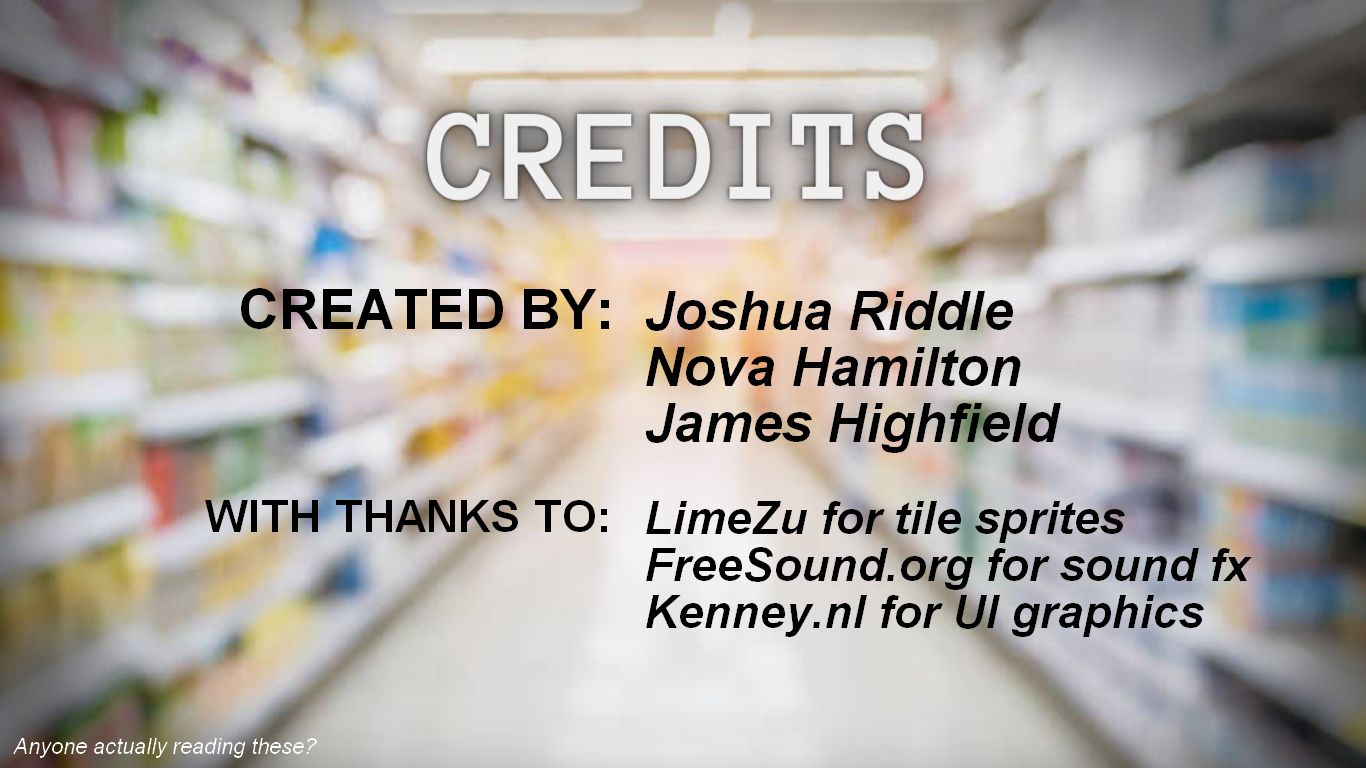 CREDITS
CREATED BY: Joshua Riddle
Nova Hamilton
James Highfield
WITH THANKS TO: LimeZu for tile sprites
FreeSound.org for sound fx
Kenney.nl for UI graphics
Anyone actually reading these?